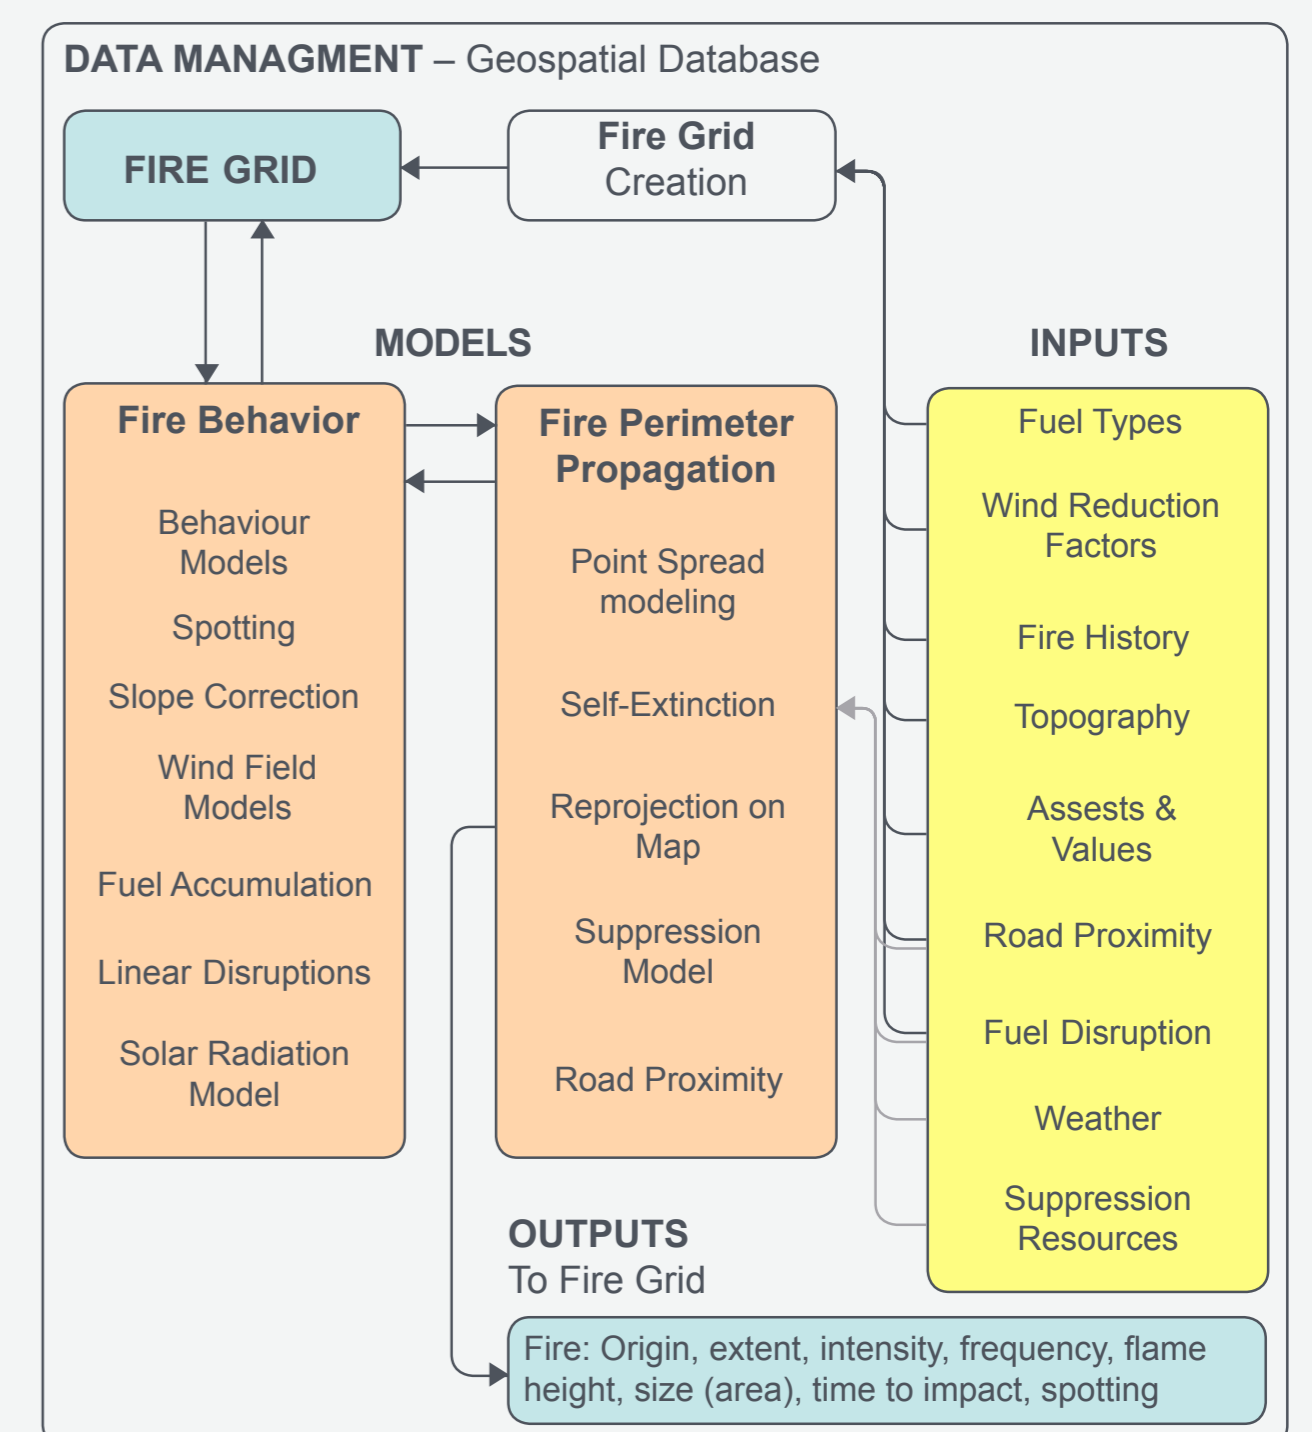 DATA MANAGMENT – Geospatial Database
FIRE GRID
Fire Grid
Creation
MODELS
INPUTS
Fire Behavior
Behaviour
Models
Spotting
Slope Correction
Wind Field
Models
Fuel Accumulation
Linear Disruptions
Solar Radiation
Model
Fire Perimeter
Propagation
Point Spread
modeling
Self-Extinction
Reprojection on
Map
Suppression
Model
Road Proximity
Fuel Types
Wind Reduction
Factors
Fire History
Topography
Assests &
Values
Road Proximity
Fuel Disruption
Weather
Suppression
Resources
OUTPUTS
To Fire Grid
Fire: Origin, extent, intensity, frequency, flame
height, size (area), time to impact, spotting